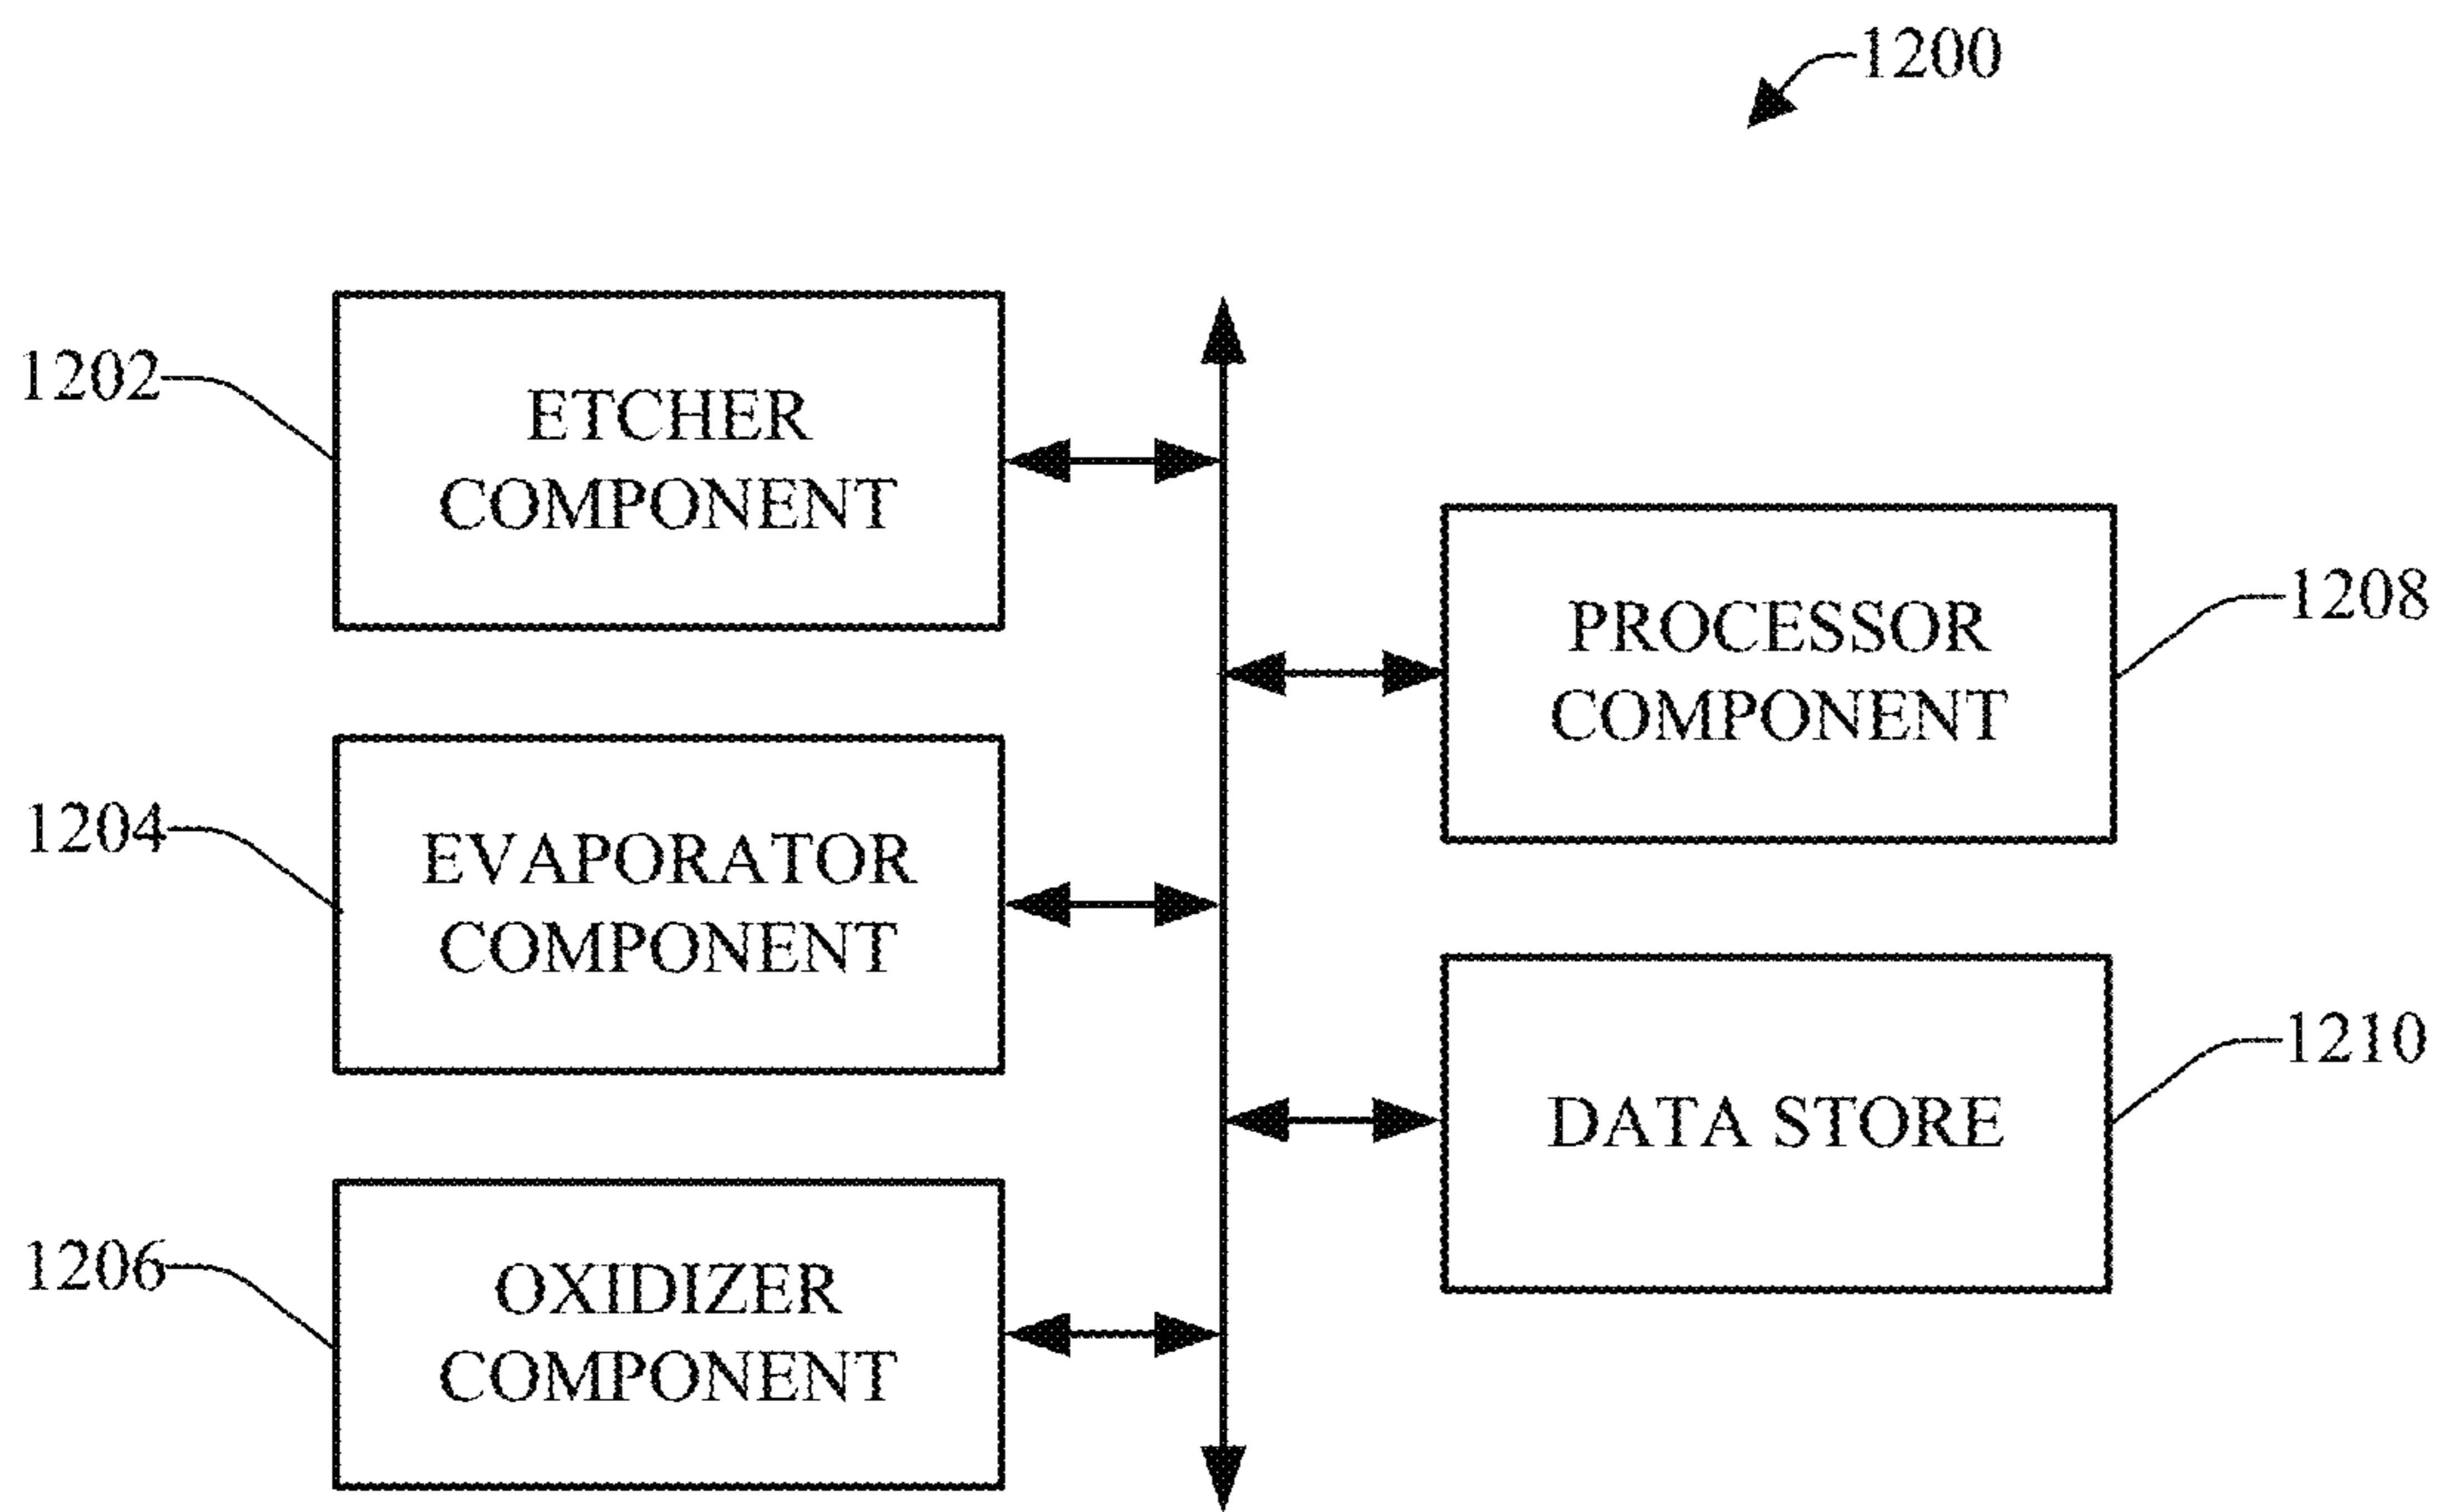 1200
1202
ETCHER
COMPONENT
PROCESSOR
COMPONENT
1208
1204
EVAPORATOR
COMPONENT
DATA STORE
1210
1206
OXIDIZER
COMPONENT